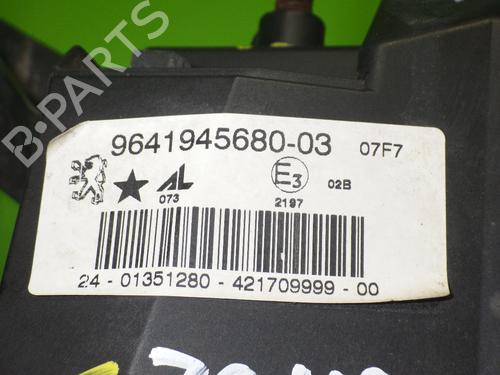 B-PARTS
9641945680-03 07F7
AL
073
E3
2197
02B
24 - 01351280 - 421709999 - 00